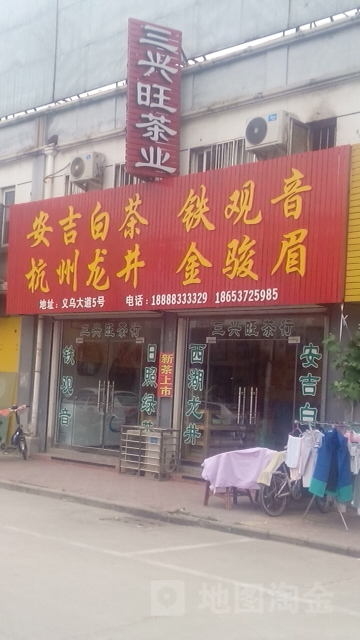 三兴旺茶业
安吉白茶 铁观音
杭州龙井 金骏眉
地址：义乌大道5号 电话：18888333329 18653725985
三兴旺茶行
三兴旺茶行
铁观音
日照绿茶
新茶上市
西湖龙井
安吉白
地图淘金